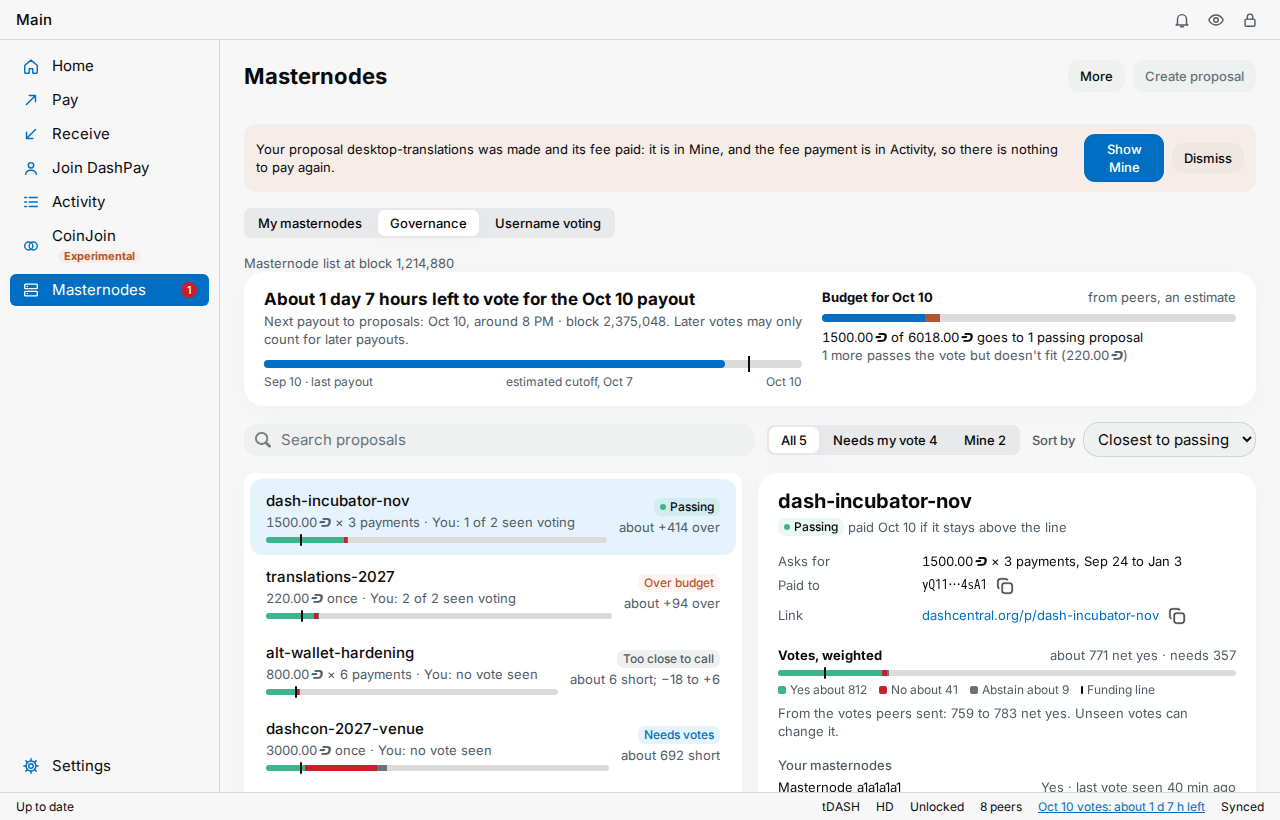 Main
Home
Pay
Receive
Join DashPay
Activity
CoinJoin
Experimental
Masternodes 1
Settings
Masternodes
More
Create proposal
Your proposal desktop-translations was made and its fee paid: it is in Mine, and the fee payment is in Activity, so there is nothing
to pay again.
Show
Mine
Dismiss
My masternodes
Governance
Username voting
Masternode list at block 1,214,880
About 1 day 7 hours left to vote for the Oct 10 payout
Next payout to proposals: Oct 10, around 8 PM · block 2,375,048. Later votes may only
count for later payouts.
Sep 10 · last payout
estimated cutoff, Oct 7
Oct 10
Budget for Oct 10
from peers, an estimate
1500.00 of 6018.00 goes to 1 passing proposal
1 more passes the vote but doesn't fit (220.00)
Search proposals
All 5
Needs my vote 4
Mine 2
Sort by
Closest to passing
dash-incubator-nov
Passing
1500.00 × 3 payments · You: 1 of 2 seen voting
about +414 over
translations-2027
Over budget
220.00 once · You: 2 of 2 seen voting
about +94 over
alt-wallet-hardening
Too close to call
800.00 × 6 payments · You: no vote seen
about 6 short; −18 to +6
dashcon-2027-venue
Needs votes
3000.00 once · You: no vote seen
about 692 short
dash-incubator-nov
Passing paid Oct 10 if it stays above the line
Asks for
1500.00 × 3 payments, Sep 24 to Jan 3
Paid to
yQ11···4sA1
Link
dashcentral.org/p/dash-incubator-nov
Votes, weighted
about 771 net yes · needs 357
Yes about 812
No about 41
Abstain about 9
Funding line
From the votes peers sent: 759 to 783 net yes. Unseen votes can
change it.
Your masternodes
Masternode a1a1a1a1
Yes · last vote seen 40 min ago
Up to date
tDASH
HD
Unlocked
8 peers
Oct 10 votes: about 1 d 7 h left
Synced